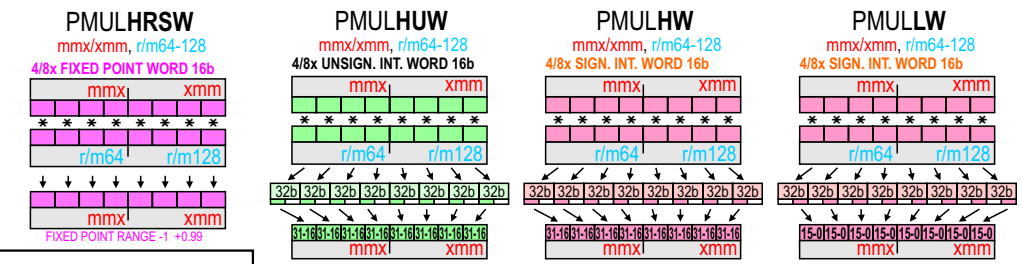 PMULHRSW
mmx/xmm, r/m64-128
4/8x FIXED POINT WORD 16b
mmx xmm
* * * * * * * *
r/m64 r/m128
mmx xmm
FIXED POINT RANGE -1 +0.99
PMULHUW
mmx/xmm, r/m64-128
4/8x UNSIGN. INT. WORD 16b
mmx xmm
* * * * * * * *
r/m64 r/m128
32b 32b 32b 32b 32b 32b 32b 32b
31-16 31-16 31-16 31-16 31-16 31-16 31-16 31-16
mmx xmm
PMULHW
mmx/xmm, r/m64-128
4/8x SIGN. INT. WORD 16b
mmx xmm
* * * * * * * *
r/m64 r/m128
32b 32b 32b 32b 32b 32b 32b 32b
31-16 31-16 31-16 31-16 31-16 31-16 31-16 31-16
mmx xmm
PMULLW
mmx/xmm, r/m64-128
4/8x SIGN. INT. WORD 16b
mmx xmm
* * * * * * * *
r/m64 r/m128
32b 32b 32b 32b 32b 32b 32b 32b
15-0 15-0 15-0 15-0 15-0 15-0 15-0 15-0
mmx xmm